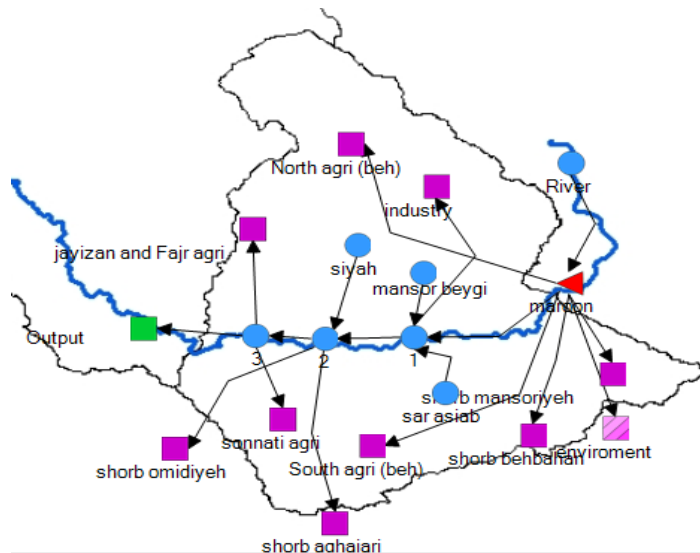 North agri (beh)
River
industry
jayizan and Fajr agri
siyah
mansor beygi
maroon
Output
3
2
1
shorb mansoriyeh
sar asiab
sonnati agri
enviroment
shorb omidiyeh
South agri (beh)
shorb behbahan
shorb aghajari